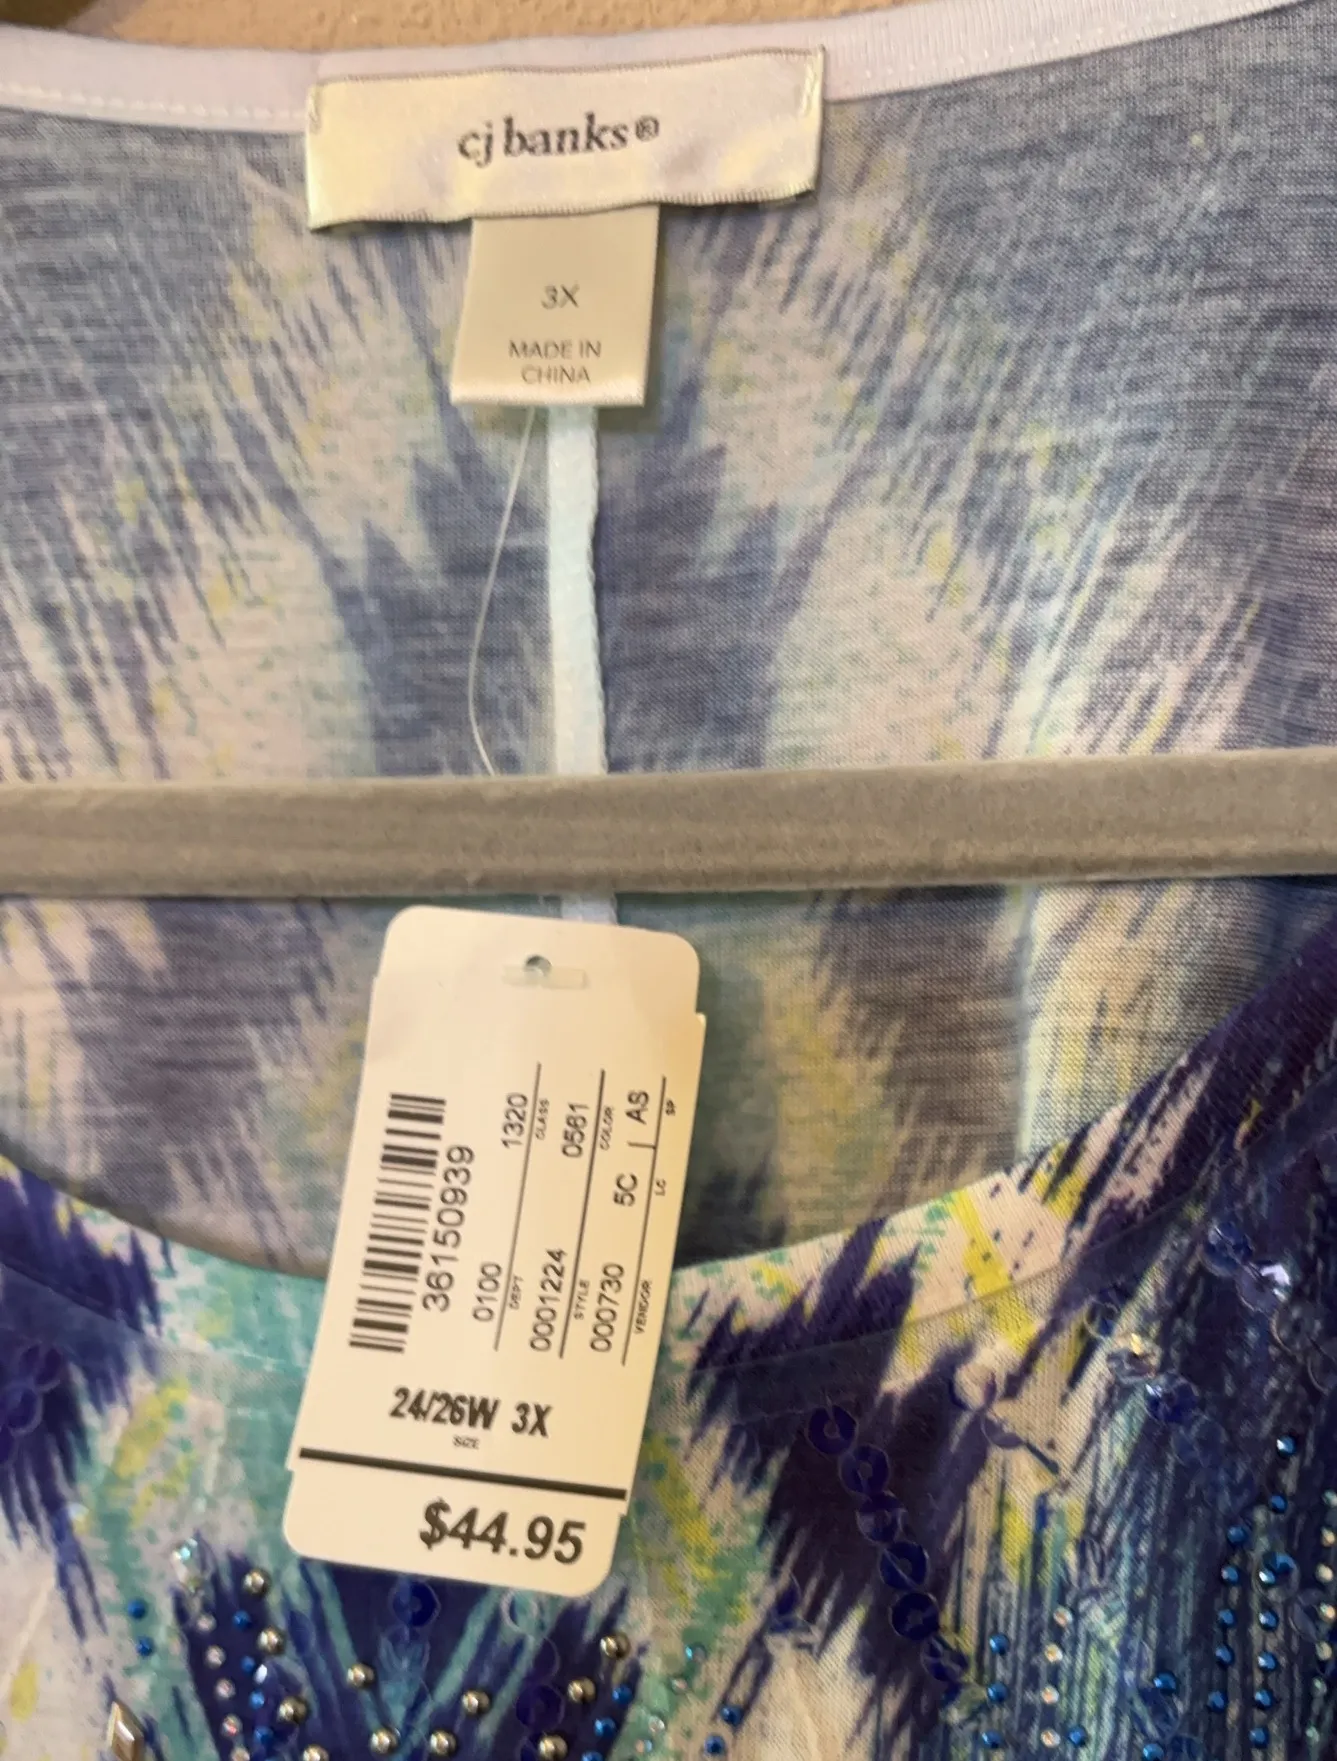 cj banks®
3X
MADE IN
CHINA
36150939
0100 1320
DEPT CLASS
0001224 0581
STYLE COLOR
000730 5C AS
VENDOR LC SP
24/26W 3X
SIZE
$44.95